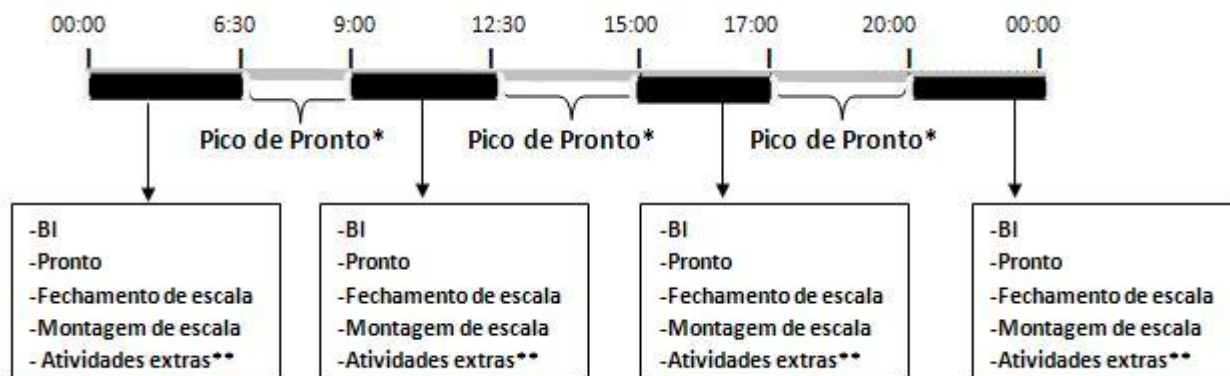 00:00 6:30 9:00 12:30 15:00 17:00 20:00 00:00
Pico de Pronto* Pico de Pronto* Pico de Pronto*
-BI
-Pronto
-Fechamento de escala
-Montagem de escala
- Atividades extras**
-BI
-Pronto
-Fechamento de escala
-Montagem de escala
-Atividades extras**
-BI
-Pronto
-Fechamento de escala
-Montagem de escala
-Atividades extras**
-BI
-Pronto
-Fechamento de escala
-Montagem de escala
-Atividades extras**